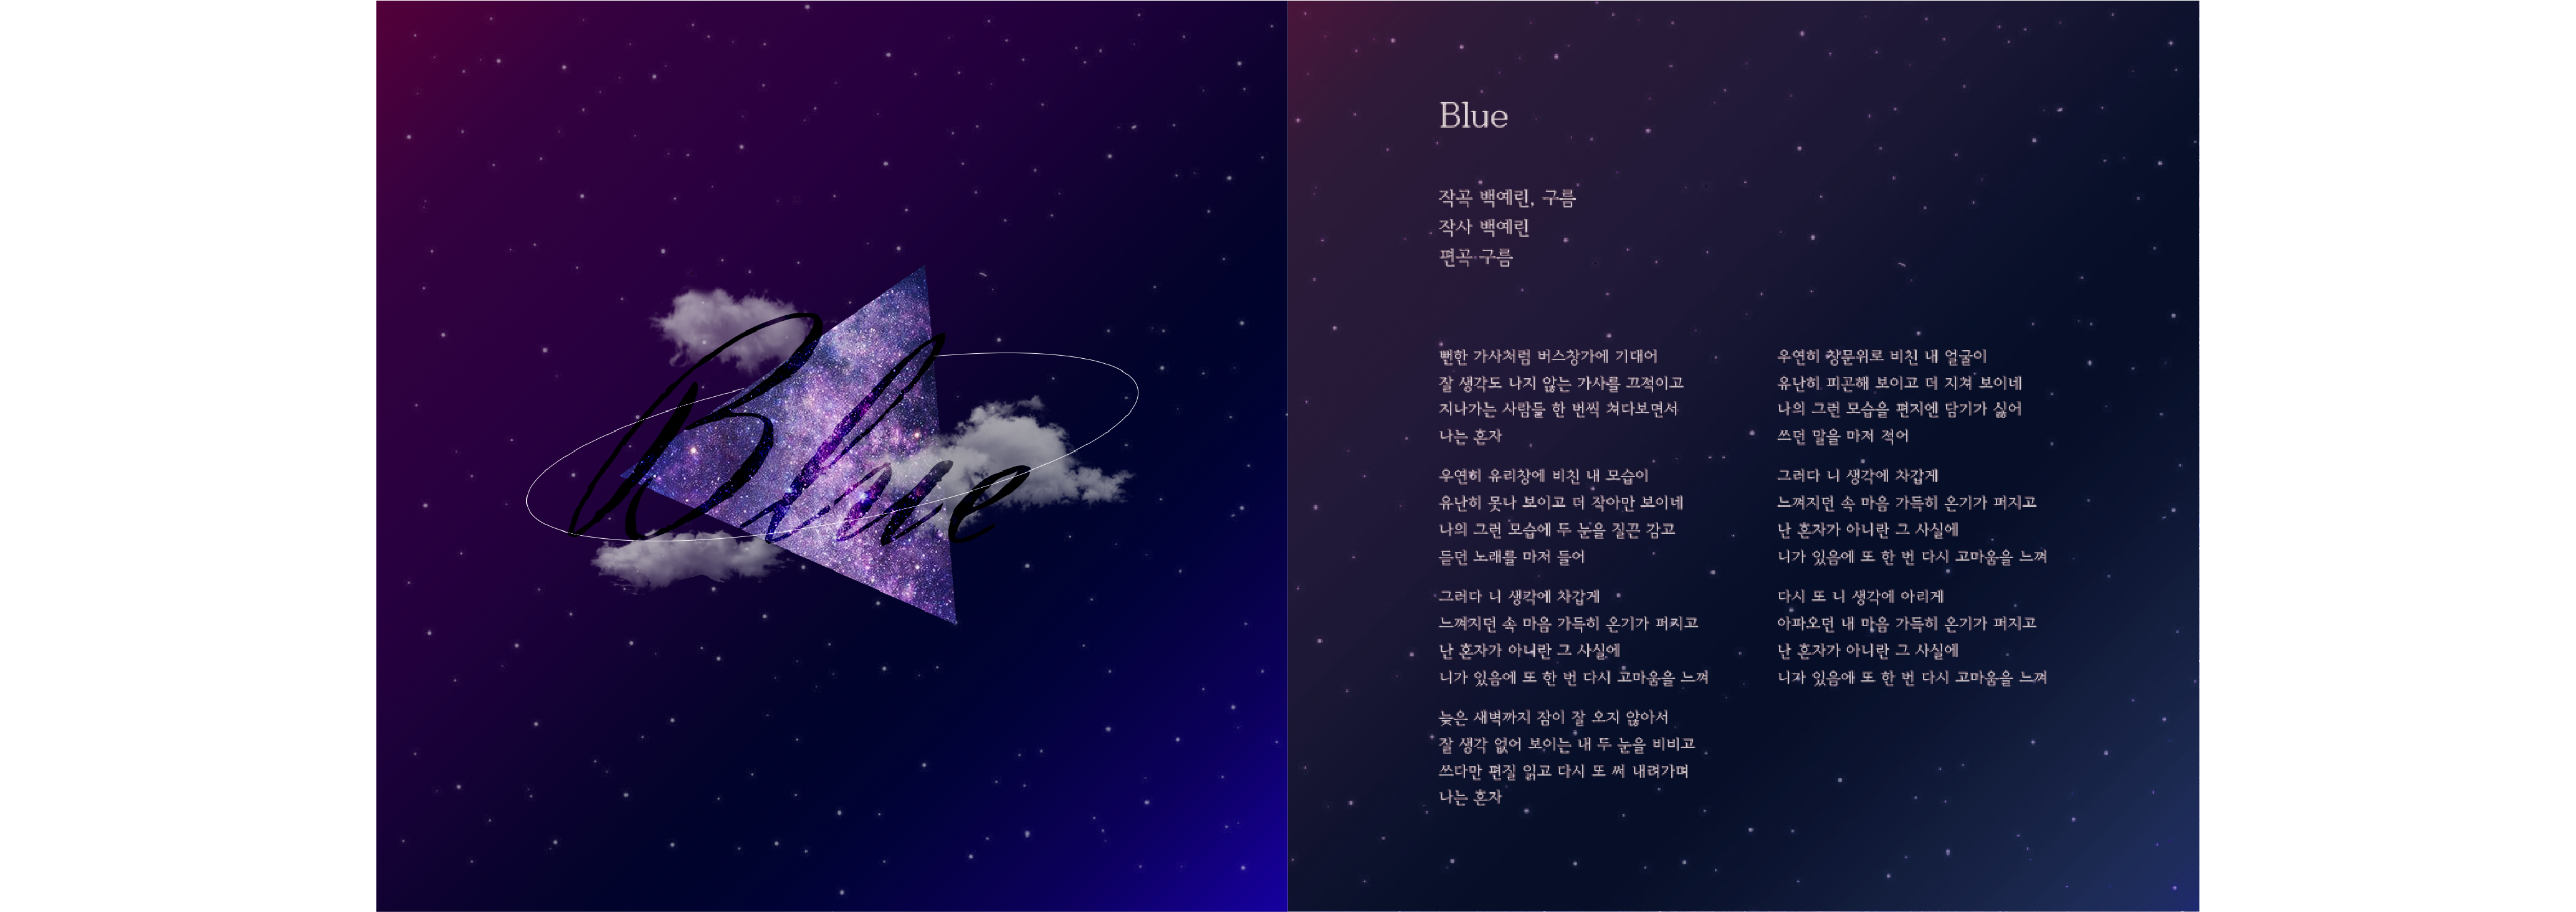 Blue
Blue
작곡 백예린, 구름
작사 백예린
편곡 구름
뻔한 가사처럼 버스창가에 기대어
잘 생각도 나지 않는 가사를 끄적이고
지나가는 사람들 한 번씩 쳐다보면서
나는 혼자
우연히 유리창에 비친 내 모습이
유난히 못나 보이고 더 작아만 보이네
나의 그런 모습에 두 눈을 질끈 감고
듣던 노래를 마저 들어
그러다 니 생각에 차갑게
느껴지던 속 마음 가득히 온기가 퍼지고
난 혼자가 아니란 그 사실에
니가 있음에 또 한 번 다시 고마움을 느껴
늦은 새벽까지 잠이 잘 오지 않아서
잘 생각 없어 보이는 내 두 눈을 비비고
쓰다만 편질 읽고 다시 또 써 내려가며
나는 혼자
우연히 창문위로 비친 내 얼굴이
유난히 피곤해 보이고 더 지쳐 보이네
나의 그런 모습을 편지엔 담기가 싫어
쓰던 말을 마저 적어
그러다 니 생각에 차갑게
느껴지던 속 마음 가득히 온기가 퍼지고
난 혼자가 아니란 그 사실에
니가 있음에 또 한 번 다시 고마움을 느껴
다시 또 니 생각에 아리게
아파오던 내 마음 가득히 온기가 퍼지고
난 혼자가 아니란 그 사실에
니자 있음에 또 한 번 다시 고마움을 느껴